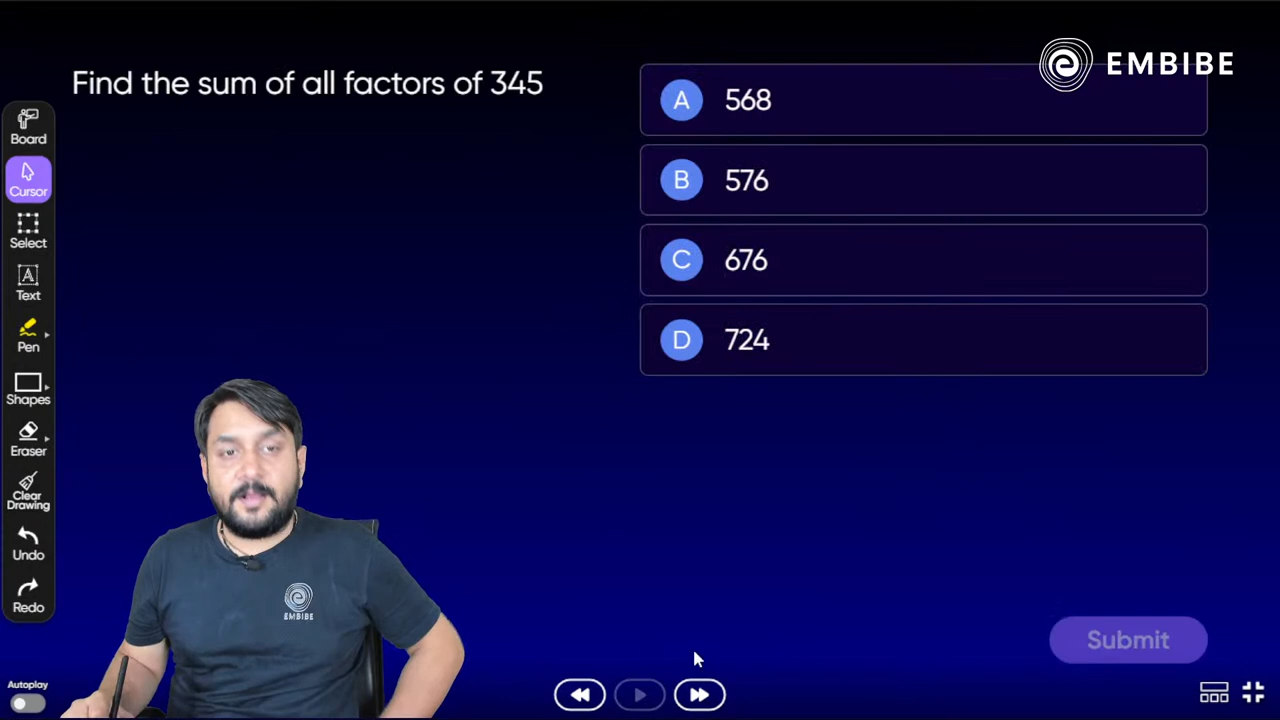 EMBIBE
Find the sum of all factors of 345
A 568
B 576
C 676
D 724
Board
Cursor
Select
A
Text
Pen
Shapes
Eraser
Clear
Drawing
Undo
Redo
EMBIBE
Submit
Autoplay